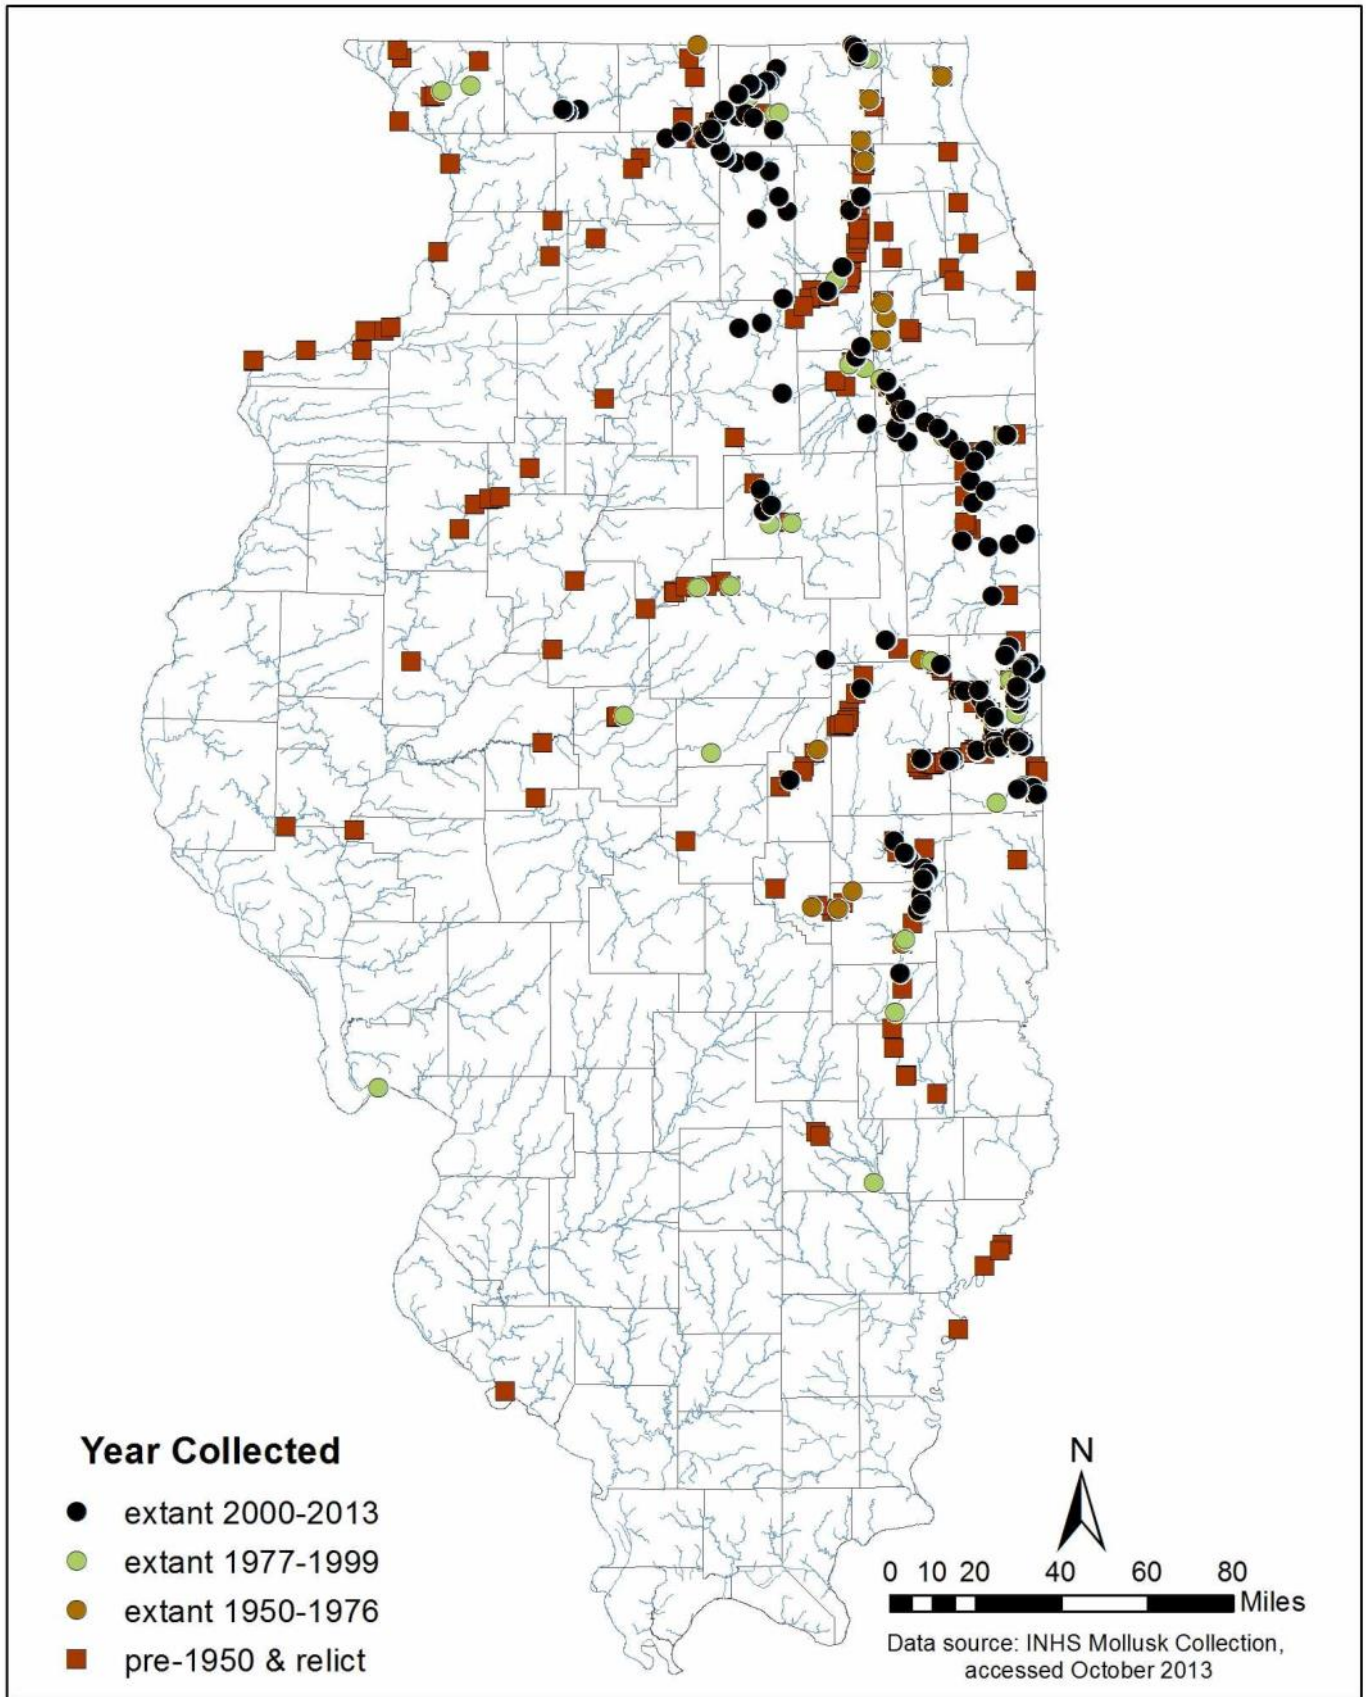 Year Collected
extant 2000-2013
extant 1977-1999
extant 1950-1976
pre-1950 & relict
N
0 10 20 40 60 80
Miles
Data source: INHS Mollusk Collection,
accessed October 2013